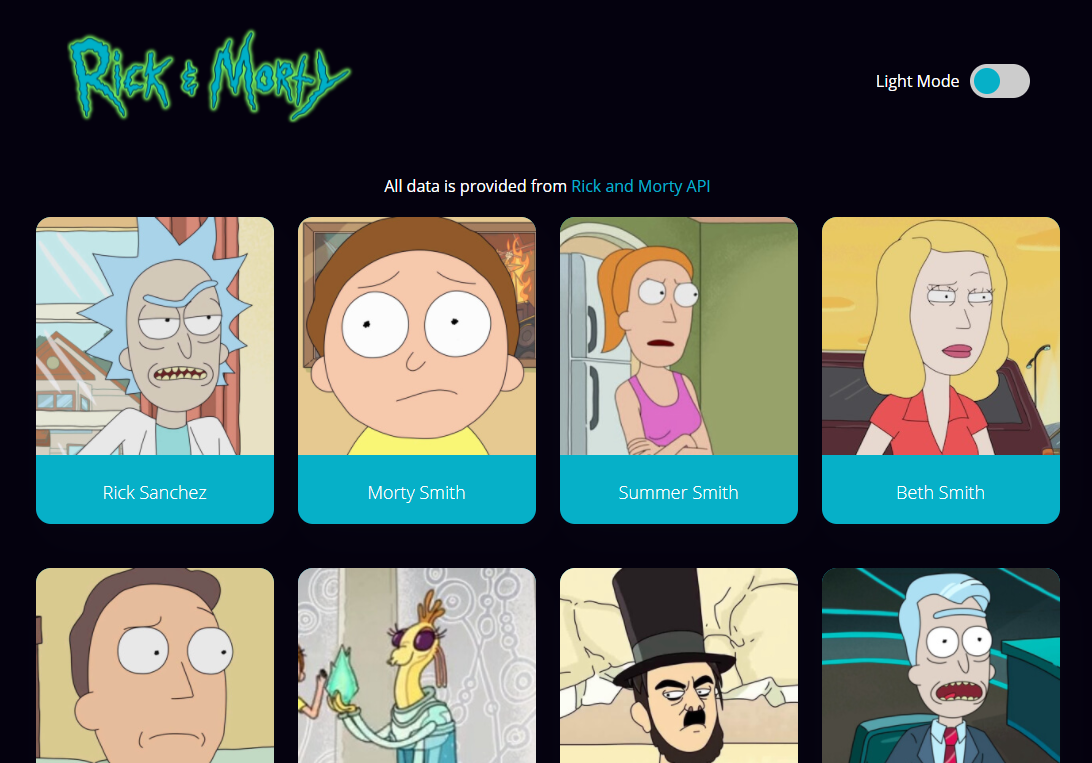 Rick & Morty
Light Mode
All data is provided from Rick and Morty API
Rick Sanchez
Morty Smith
Summer Smith
Beth Smith